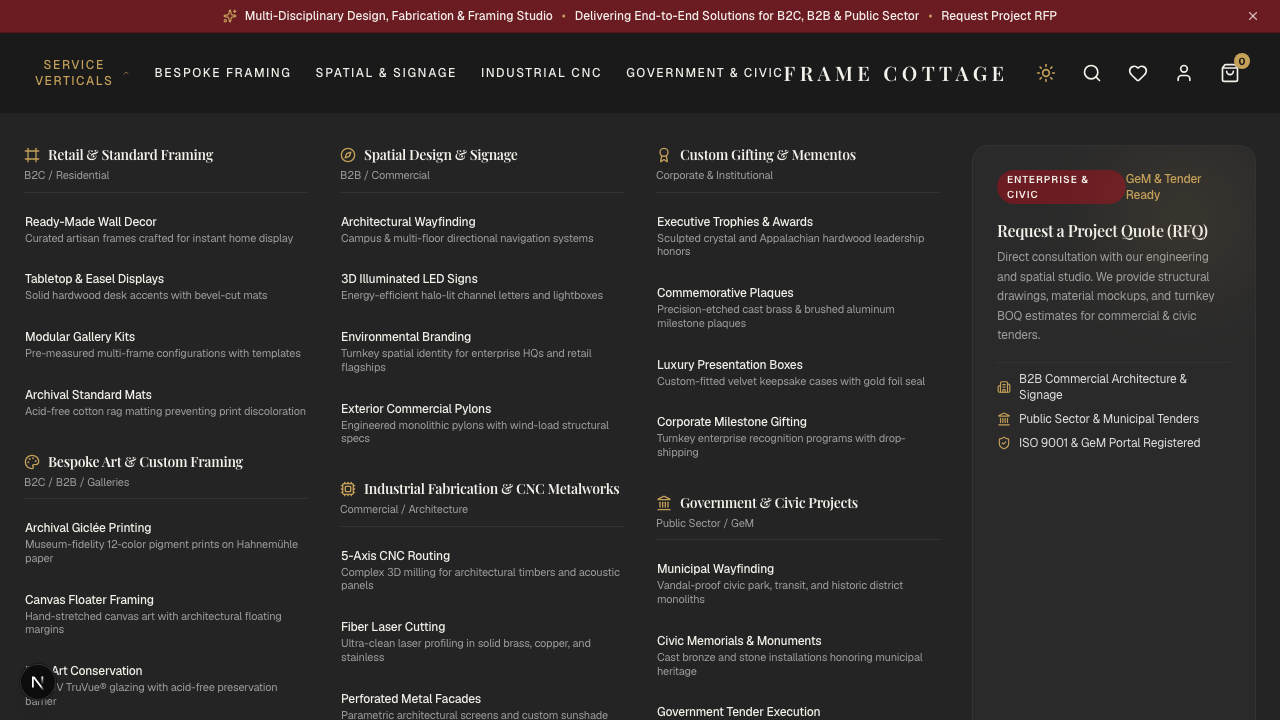 Multi-Disciplinary Design, Fabrication & Framing Studio • Delivering End-to-End Solutions for B2C, B2B & Public Sector • Request Project RFP
SERVICE
VERTICALS
BESPOKE FRAMING
SPATIAL & SIGNAGE
INDUSTRIAL CNC
GOVERNMENT & CIVIC
FRAME COTTAGE
0
Retail & Standard Framing
B2C / Residential
Ready-Made Wall Decor
Curated artisan frames crafted for instant home display
Tabletop & Easel Displays
Solid hardwood desk accents with bevel-cut mats
Modular Gallery Kits
Pre-measured multi-frame configurations with templates
Archival Standard Mats
Acid-free cotton rag matting preventing print discoloration
Bespoke Art & Custom Framing
B2C / B2B / Galleries
Archival Giclée Printing
Museum-fidelity 12-color pigment prints on Hahnemühle
paper
Canvas Floater Framing
Hand-stretched canvas art with architectural floating
margins
Art Conservation
V TruVue® glazing with acid-free preservation
barrier
N
Spatial Design & Signage
B2B / Commercial
Architectural Wayfinding
Campus & multi-floor directional navigation systems
3D Illuminated LED Signs
Energy-efficient halo-lit channel letters and lightboxes
Environmental Branding
Turnkey spatial identity for enterprise HQs and retail
flagships
Exterior Commercial Pylons
Engineered monolithic pylons with wind-load structural
specs
Industrial Fabrication & CNC Metalworks
Commercial / Architecture
5-Axis CNC Routing
Complex 3D milling for architectural timbers and acoustic
panels
Fiber Laser Cutting
Ultra-clean laser profiling in solid brass, copper, and
stainless
Perforated Metal Facades
Parametric architectural screens and custom sunshade
Custom Gifting & Mementos
Corporate & Institutional
Executive Trophies & Awards
Sculpted crystal and Appalachian hardwood leadership
honors
Commemorative Plaques
Precision-etched cast brass & brushed aluminum
milestone plaques
Luxury Presentation Boxes
Custom-fitted velvet keepsake cases with gold foil seal
Corporate Milestone Gifting
Turnkey enterprise recognition programs with drop-
shipping
Government & Civic Projects
Public Sector / GeM
Municipal Wayfinding
Vandal-proof civic park, transit, and historic district
monoliths
Civic Memorials & Monuments
Cast bronze and stone installations honoring municipal
heritage
Government Tender Execution
ENTERPRISE &
CIVIC
GeM & Tender
Ready
Request a Project Quote (RFQ)
Direct consultation with our engineering
and spatial studio. We provide structural
drawings, material mockups, and turnkey
BOQ estimates for commercial & civic
tenders.
B2B Commercial Architecture &
Signage
Public Sector & Municipal Tenders
ISO 9001 & GeM Portal Registered